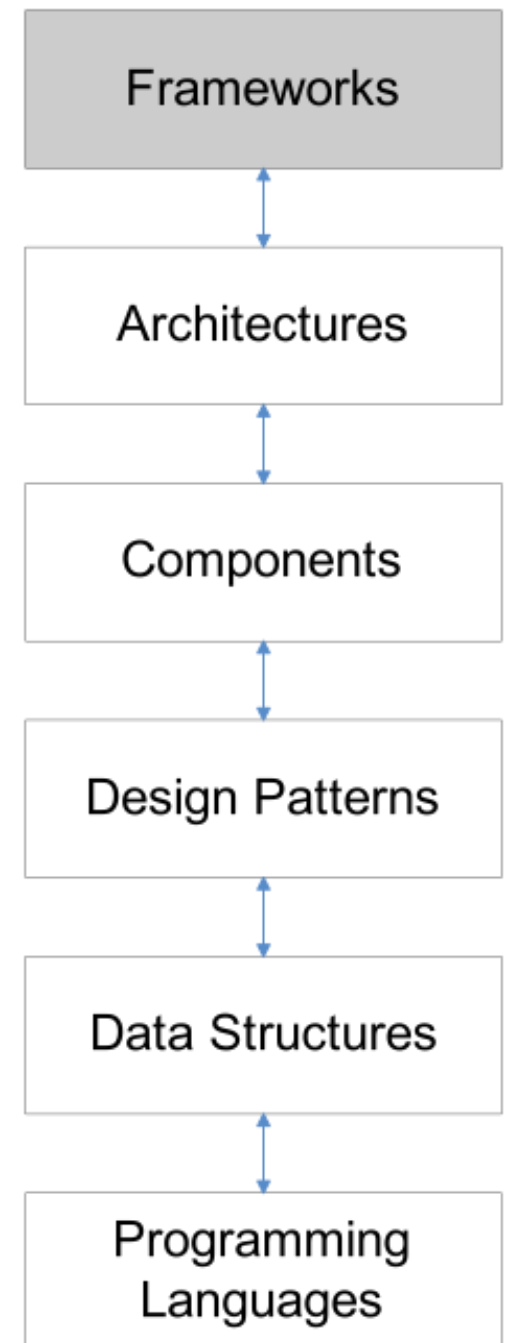 Frameworks
Architectures
Components
Design Patterns
Data Structures
Programming
Languages